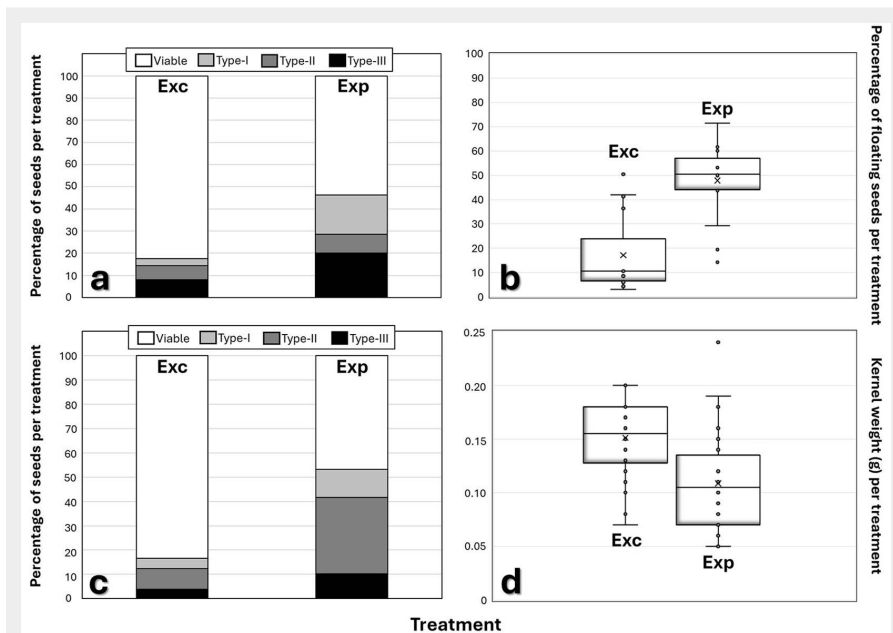 Viable Type-I Type-II Type-III
Percentage of seeds per treatment
100
90
80
70
60
50
40
30
20
10
0
Exc
Exp
a
100
90
80
70
60
50
40
30
20
10
0
Exc
Exp
b
Percentage of floating seeds per treatment
Viable Type-I Type-II Type-III
Percentage of seeds per treatment
100
90
80
70
60
50
40
30
20
10
0
Exc
Exp
c
0.25
0.20
0.15
0.10
0.05
0
Exc
Exp
d
Kernel weight (g) per treatment
Treatment